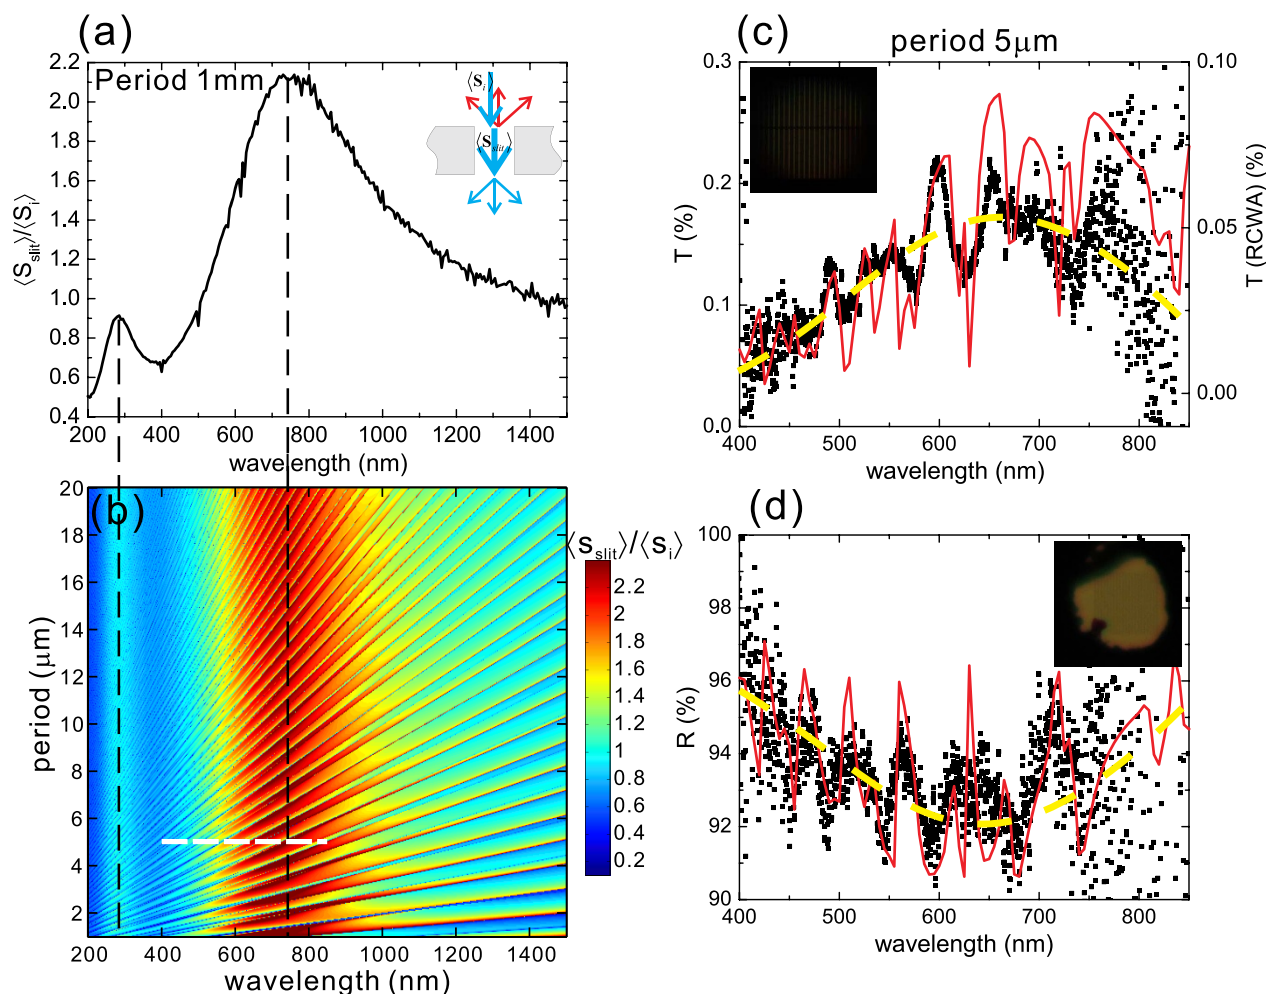 (a)
Period 1mm
⟨S_slit⟩/⟨S_i⟩
2.2
2.0
1.8
1.6
1.4
1.2
1.0
0.8
0.6
0.4
⟨S_i⟩
⟨S_slit⟩
200 400 600 800 1000 1200 1400
wavelength (nm)
(b)
period (μm)
20
18
16
14
12
10
8
6
4
2
200 400 600 800 1000 1200 1400
wavelength (nm)
⟨s_slit⟩/⟨s_i⟩
2.2
2
1.8
1.6
1.4
1.2
1
0.8
0.6
0.4
0.2
(c)
period 5μm
T (%)
0.3
0.2
0.1
0.0
T (RCWA) (%)
0.10
0.05
0.00
400 500 600 700 800
wavelength (nm)
(d)
R (%)
100
98
96
94
92
90
400 500 600 700 800
wavelength (nm)